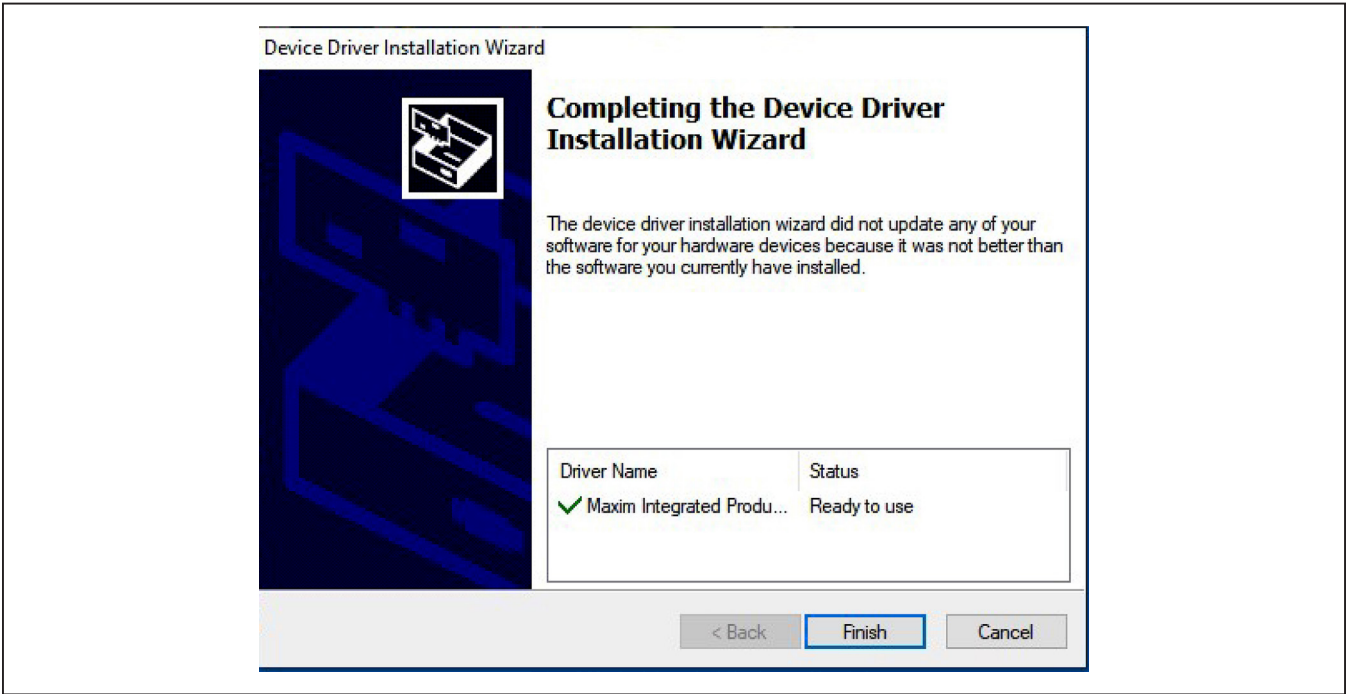 Device Driver Installation Wizard
Completing the Device Driver
Installation Wizard
The device driver installation wizard did not update any of your
software for your hardware devices because it was not better than
the software you currently have installed.
Driver Name Status
Maxim Integrated Produ... Ready to use
< Back Finish Cancel